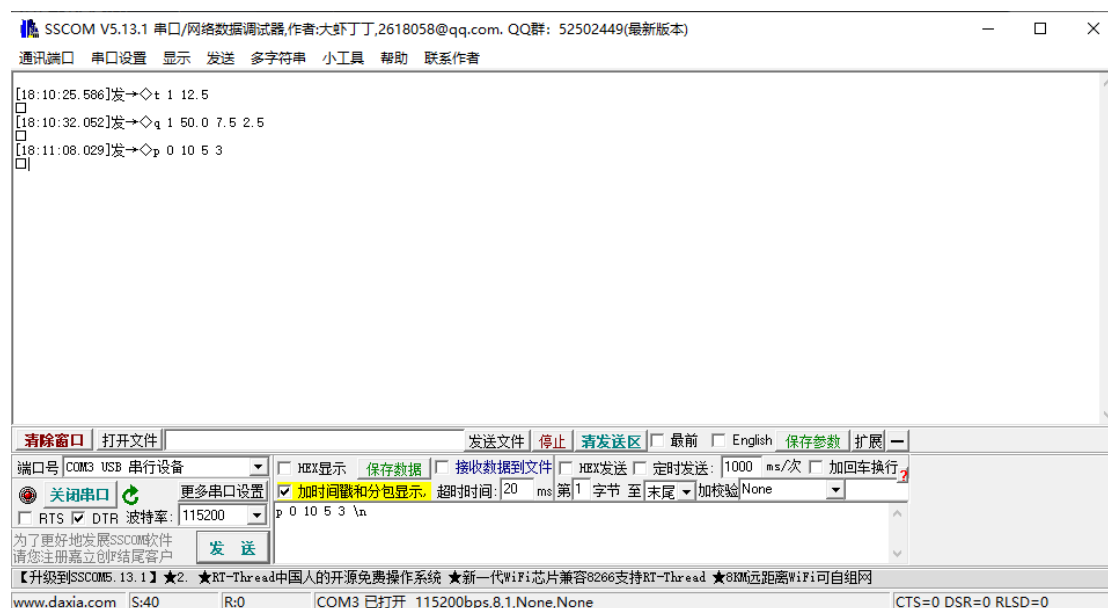 SSCOM V5.13.1 串口/网络数据调试器,作者:大虾丁丁,2618058@qq.com. QQ群: 52502449(最新版本)
通讯端口 串口设置 显示 发送 多字符串 小工具 帮助 联系作者
[18:10:25.586]发→◇t 1 12.5
□
[18:10:32.052]发→◇q 1 50.0 7.5 2.5
□
[18:11:08.029]发→◇p 0 10 5 3
□
清除窗口 打开文件 发送文件 停止 清发送区 最前 English 保存参数 扩展 —
端口号 COM3 USB 串行设备 HEX显示 保存数据 接收数据到文件 HEX发送 定时发送: 1000 ms/次 加回车换行 ?
关闭串口 更多串口设置 加时间戳和分包显示, 超时时间: 20 ms 第 1 字节 至 末尾 加校验 None
RTS DTR 波特率: 115200 p 0 10 5 3 \n
为了更好地发展SSCOM软件
请您注册嘉立创F结尾客户
发 送
【升级到SSCOM5.13.1】★2. ★RT-Thread中国人的开源免费操作系统 ★新一代WiFi芯片兼容8266支持RT-Thread ★8KM远距离WiFi可自组网
www.daxia.com S:40 R:0 COM3 已打开 115200bps,8,1,None,None CTS=0 DSR=0 RLSD=0